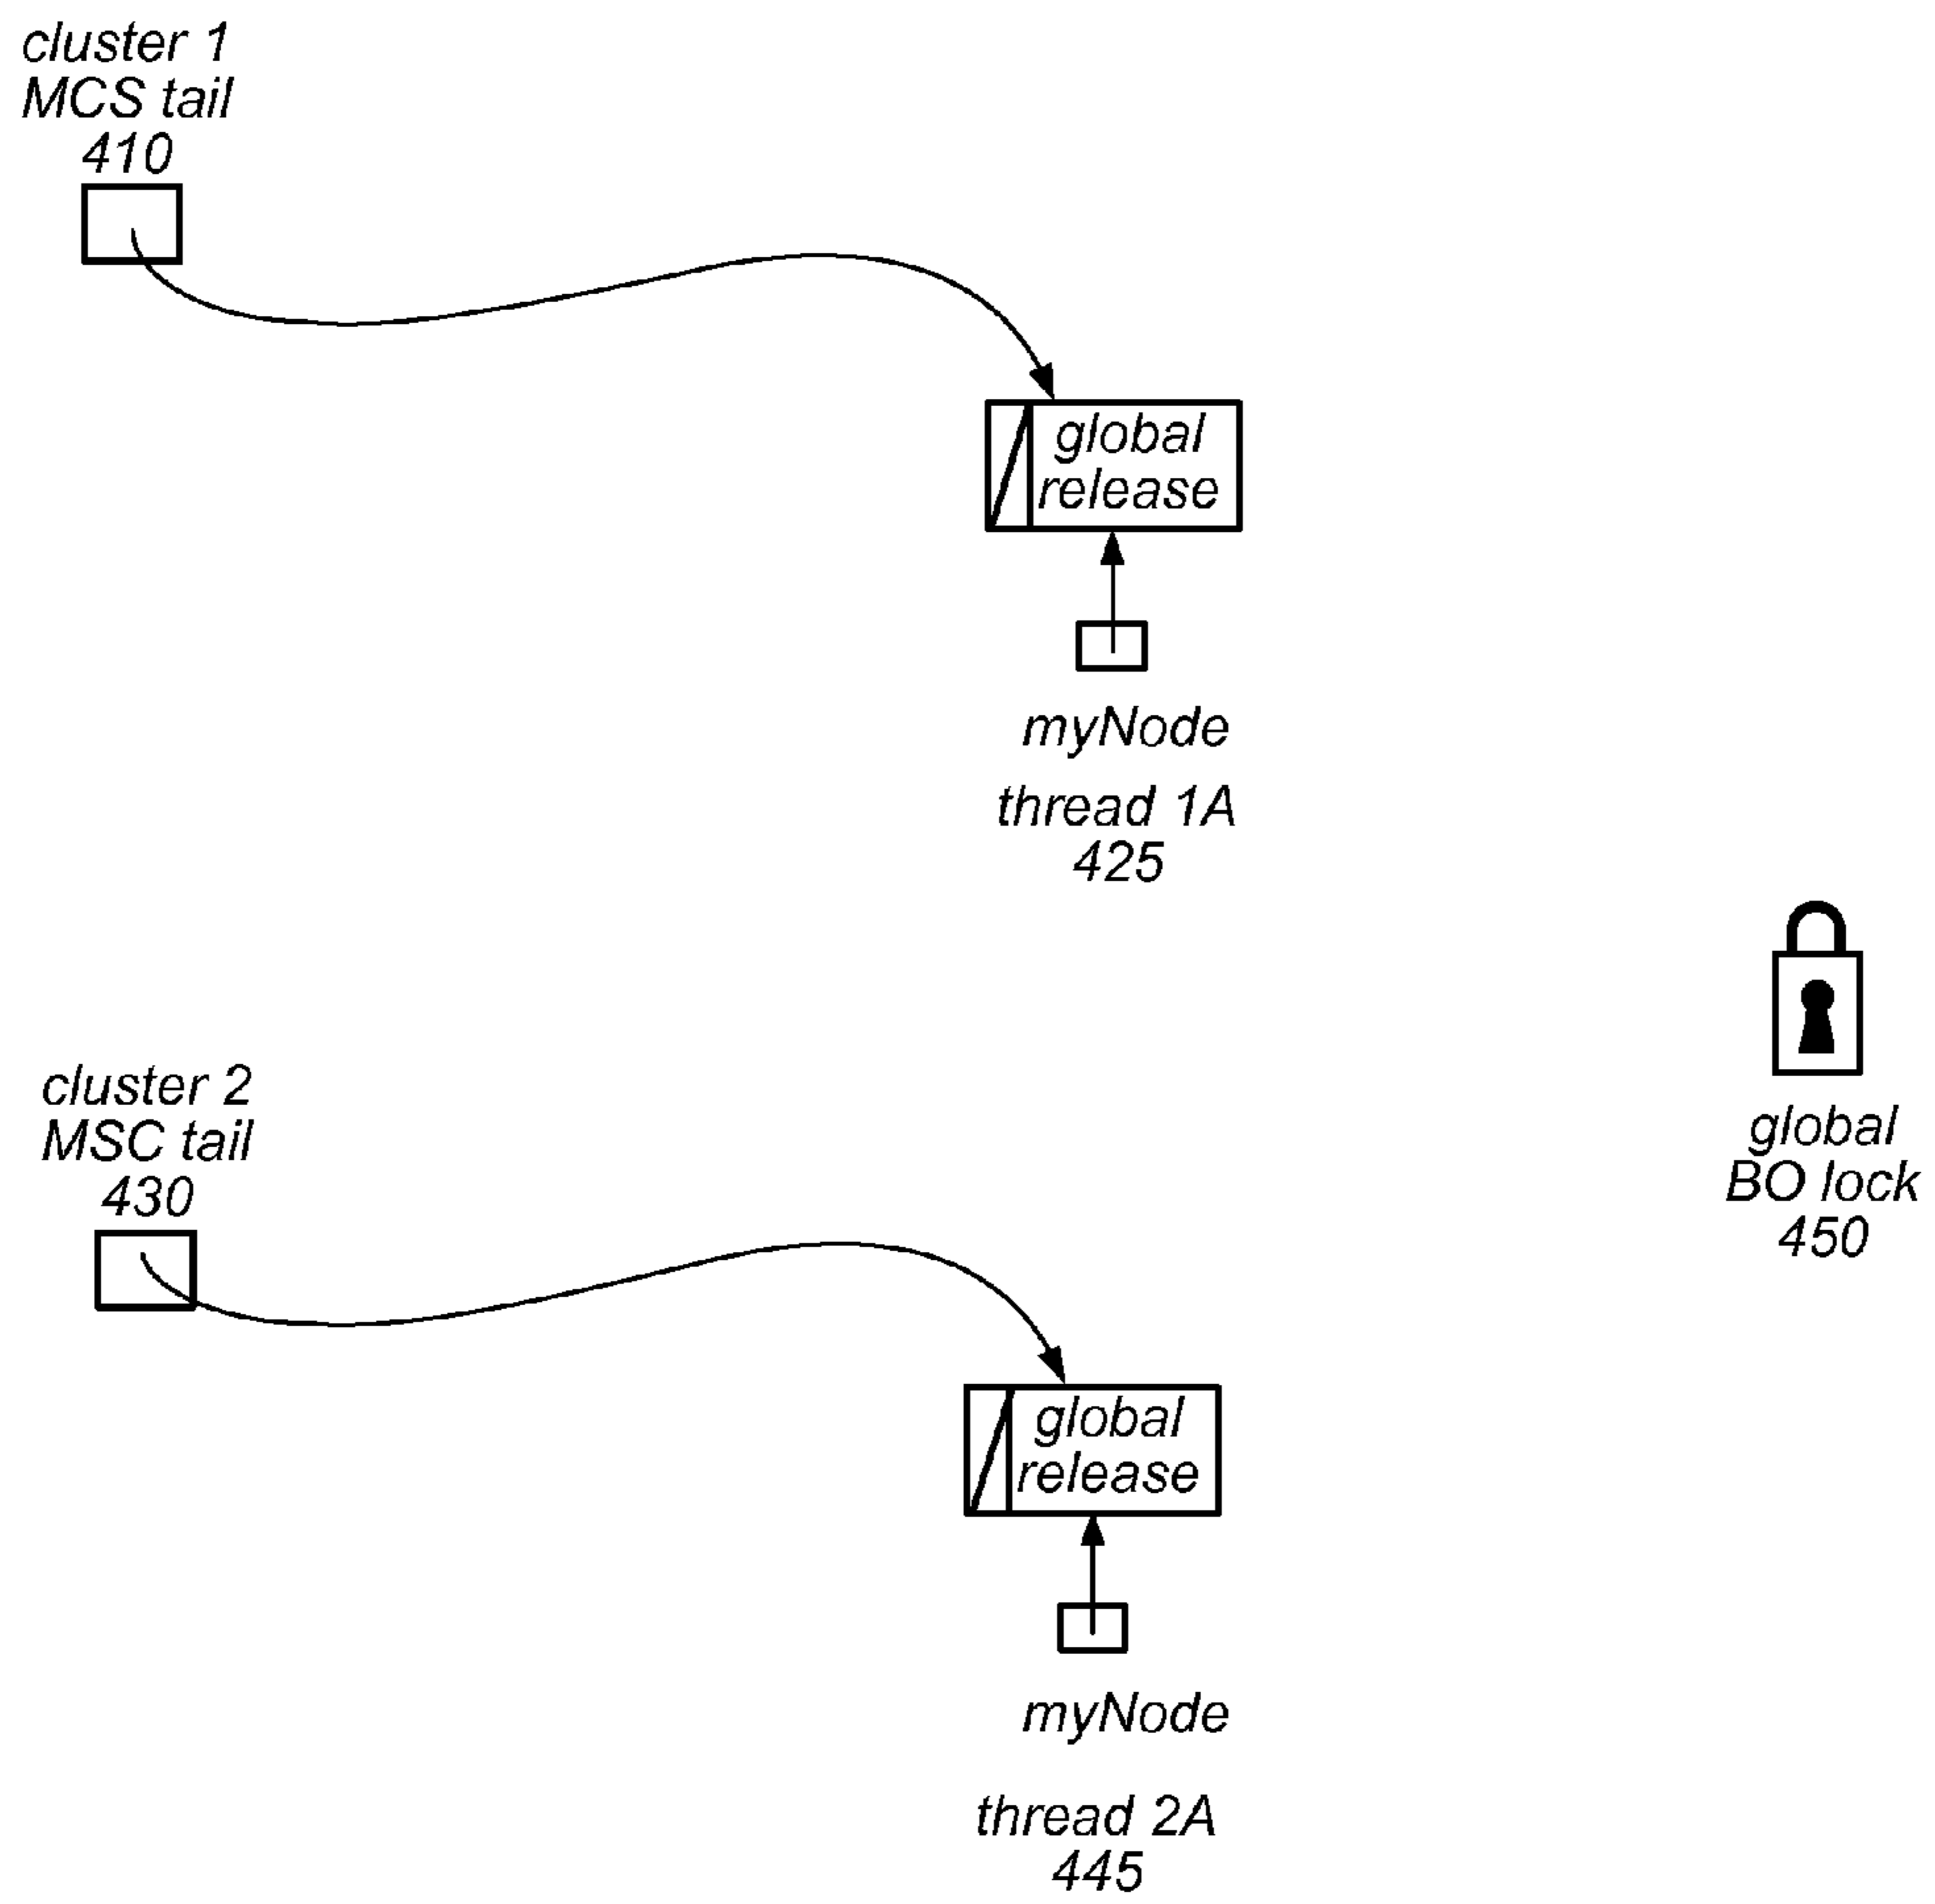 cluster 1
MCS tail
410
global
release
myNode
thread 1A
425
cluster 2
MSC tail
430
global
BO lock
450
global
release
myNode
thread 2A
445